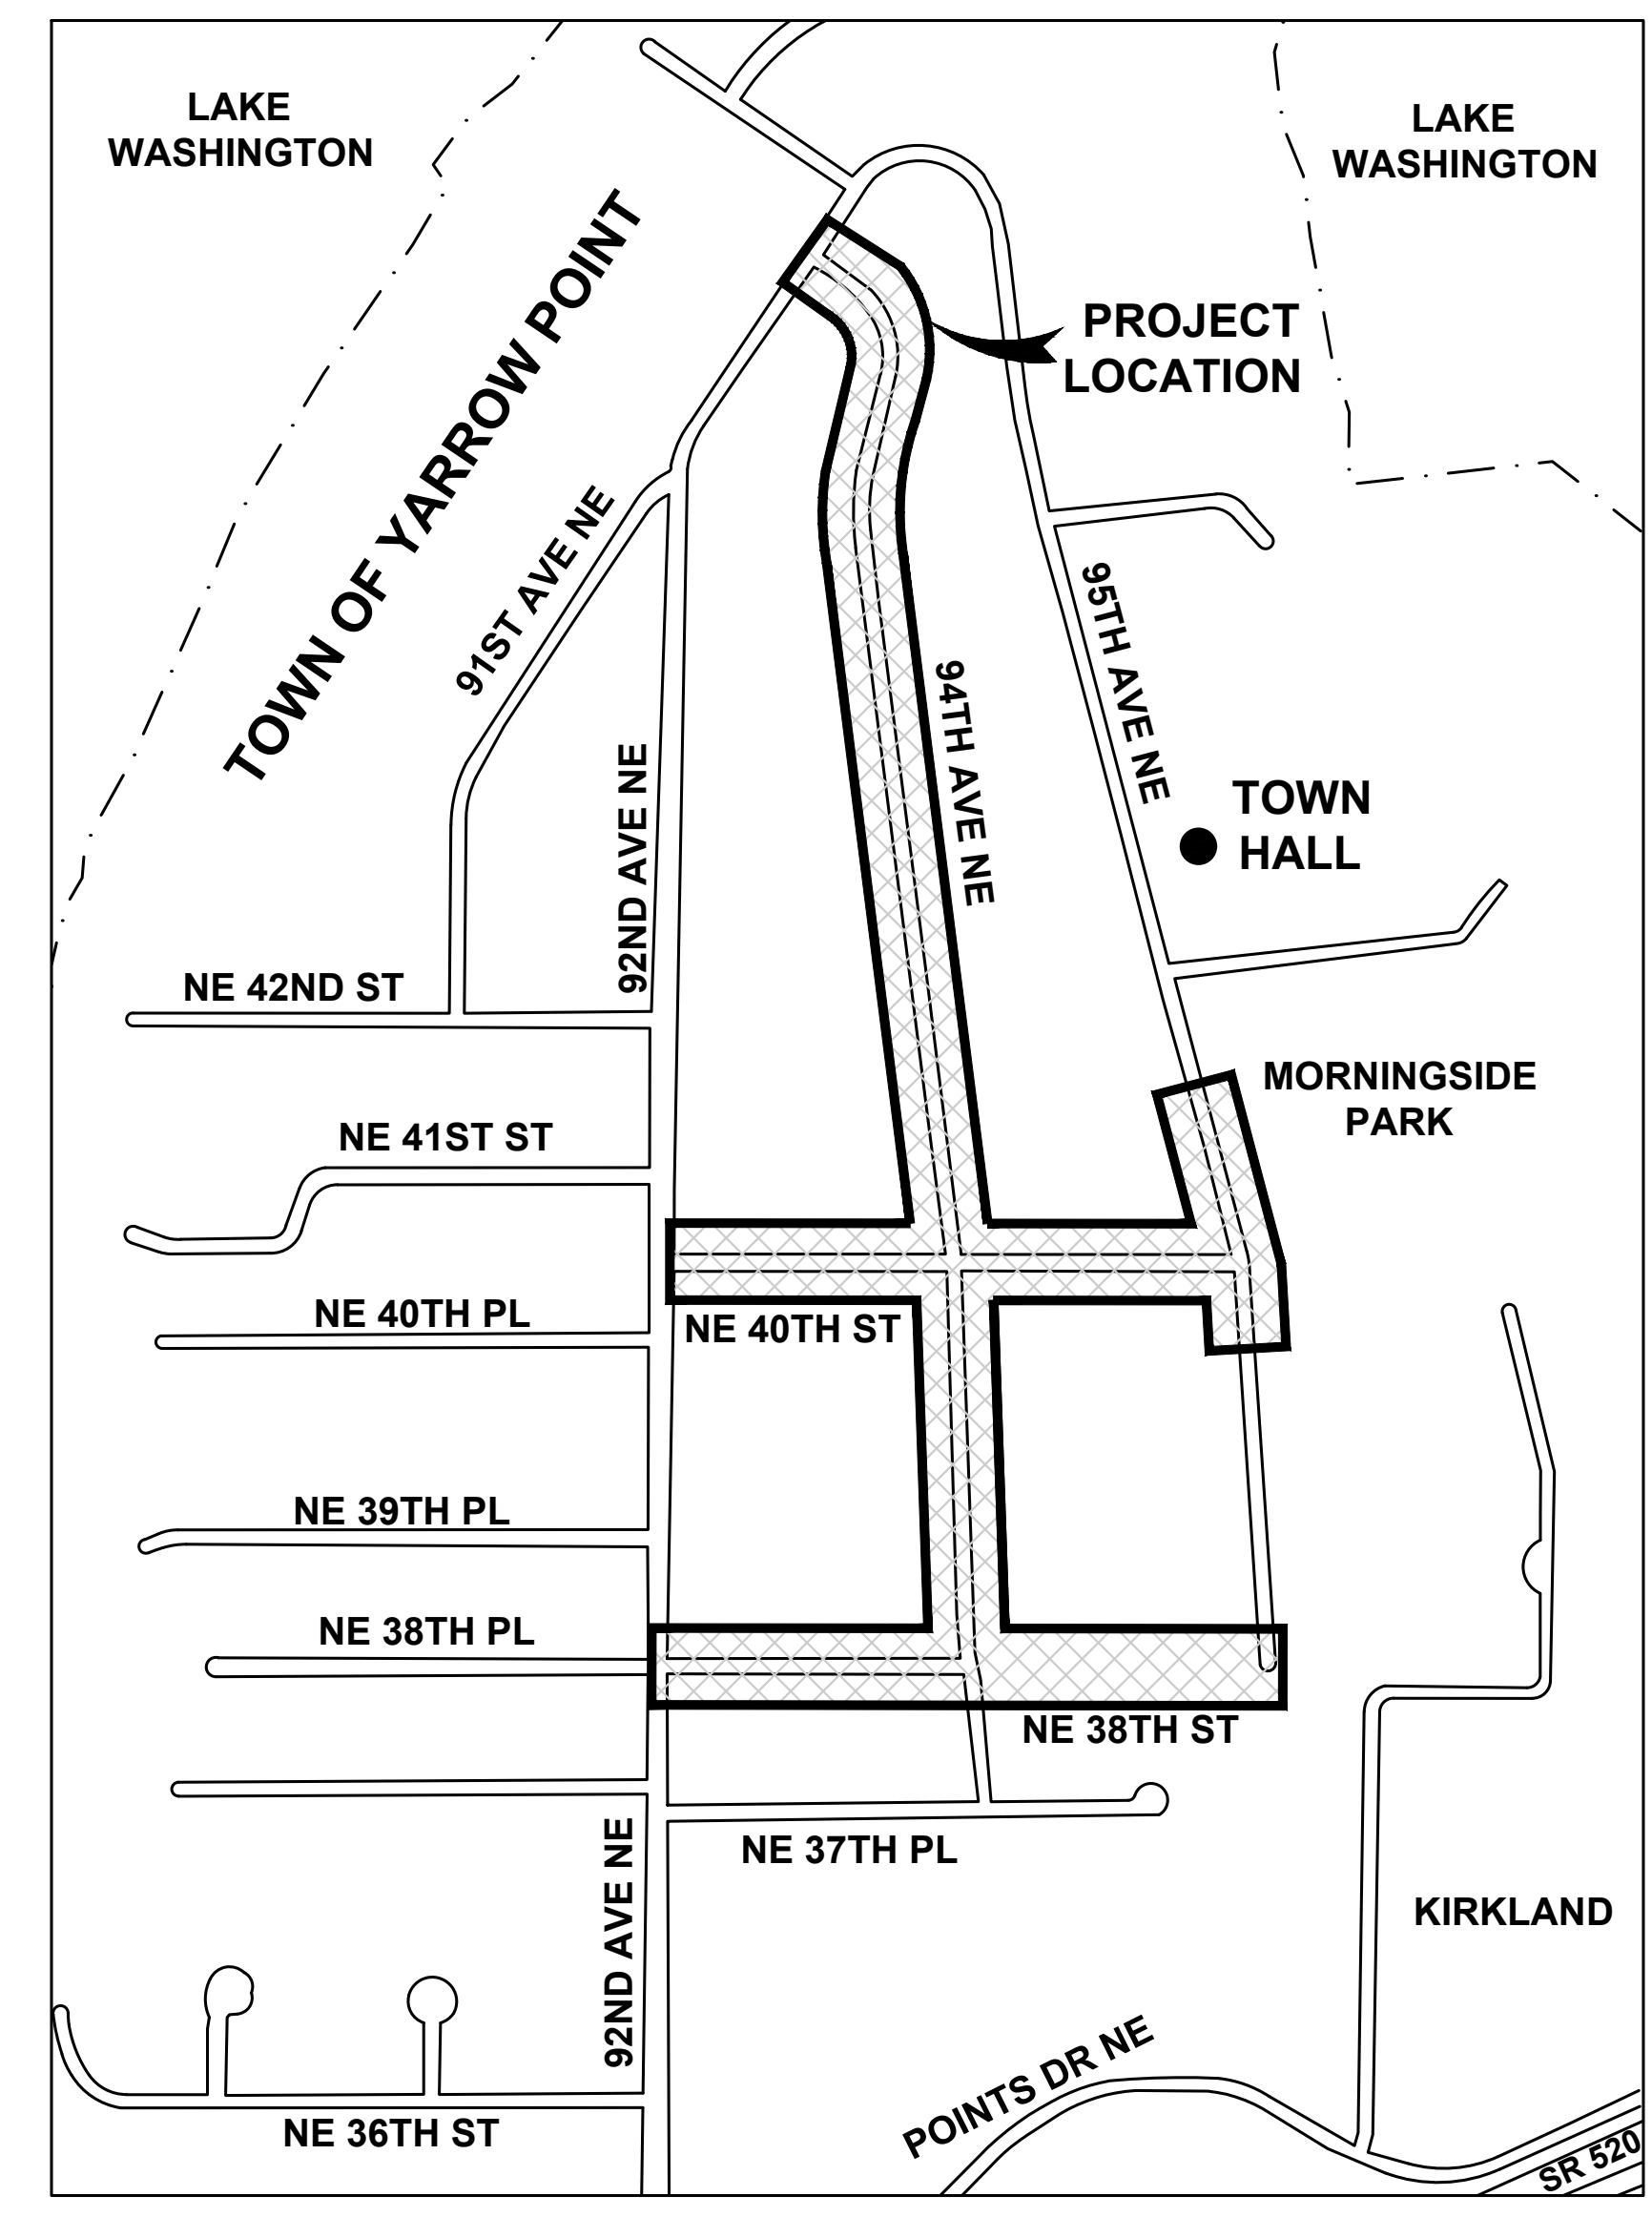 LAKE
WASHINGTON
LAKE
WASHINGTON
TOWN OF YARROW POINT
PROJECT
LOCATION
91ST AVE NE
95TH AVE NE
94TH AVE NE
92ND AVE NE
TOWN
HALL
NE 42ND ST
MORNINGSIDE
PARK
NE 41ST ST
NE 40TH PL
NE 40TH ST
NE 39TH PL
NE 38TH PL
NE 38TH ST
NE 37TH PL
92ND AVE NE
KIRKLAND
POINTS DR NE
NE 36TH ST
SR 520